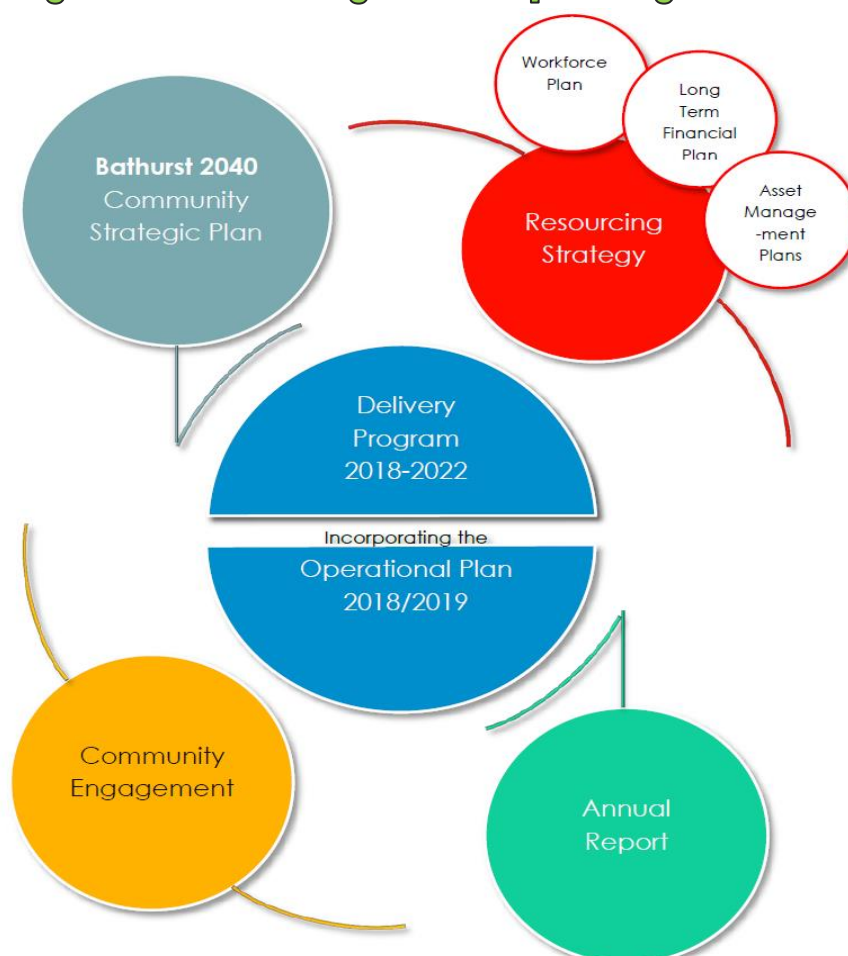 Bathurst 2040
Community
Strategic Plan
Workforce
Plan
Long
Term
Financial
Plan
Asset
Manage
-ment
Plans
Resourcing
Strategy
Delivery
Program
2018-2022
Incorporating the
Operational Plan
2018/2019
Community
Engagement
Annual
Report